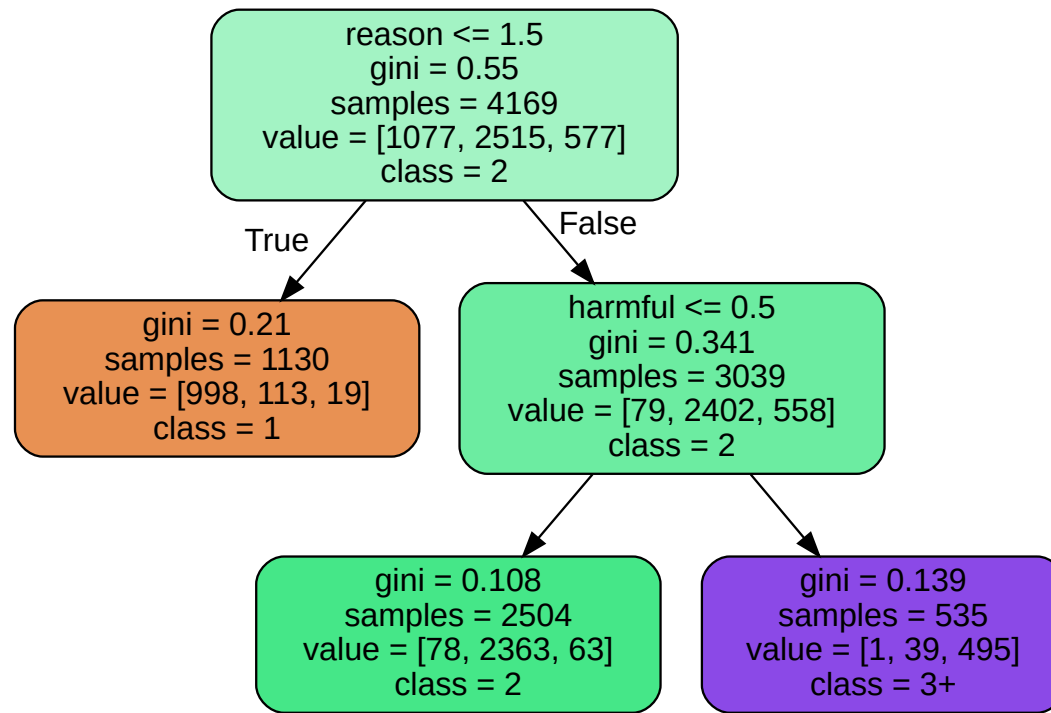 reason <= 1.5
gini = 0.55
samples = 4169
value = [1077, 2515, 577]
class = 2
True
False
gini = 0.21
samples = 1130
value = [998, 113, 19]
class = 1
harmful <= 0.5
gini = 0.341
samples = 3039
value = [79, 2402, 558]
class = 2
gini = 0.108
samples = 2504
value = [78, 2363, 63]
class = 2
gini = 0.139
samples = 535
value = [1, 39, 495]
class = 3+